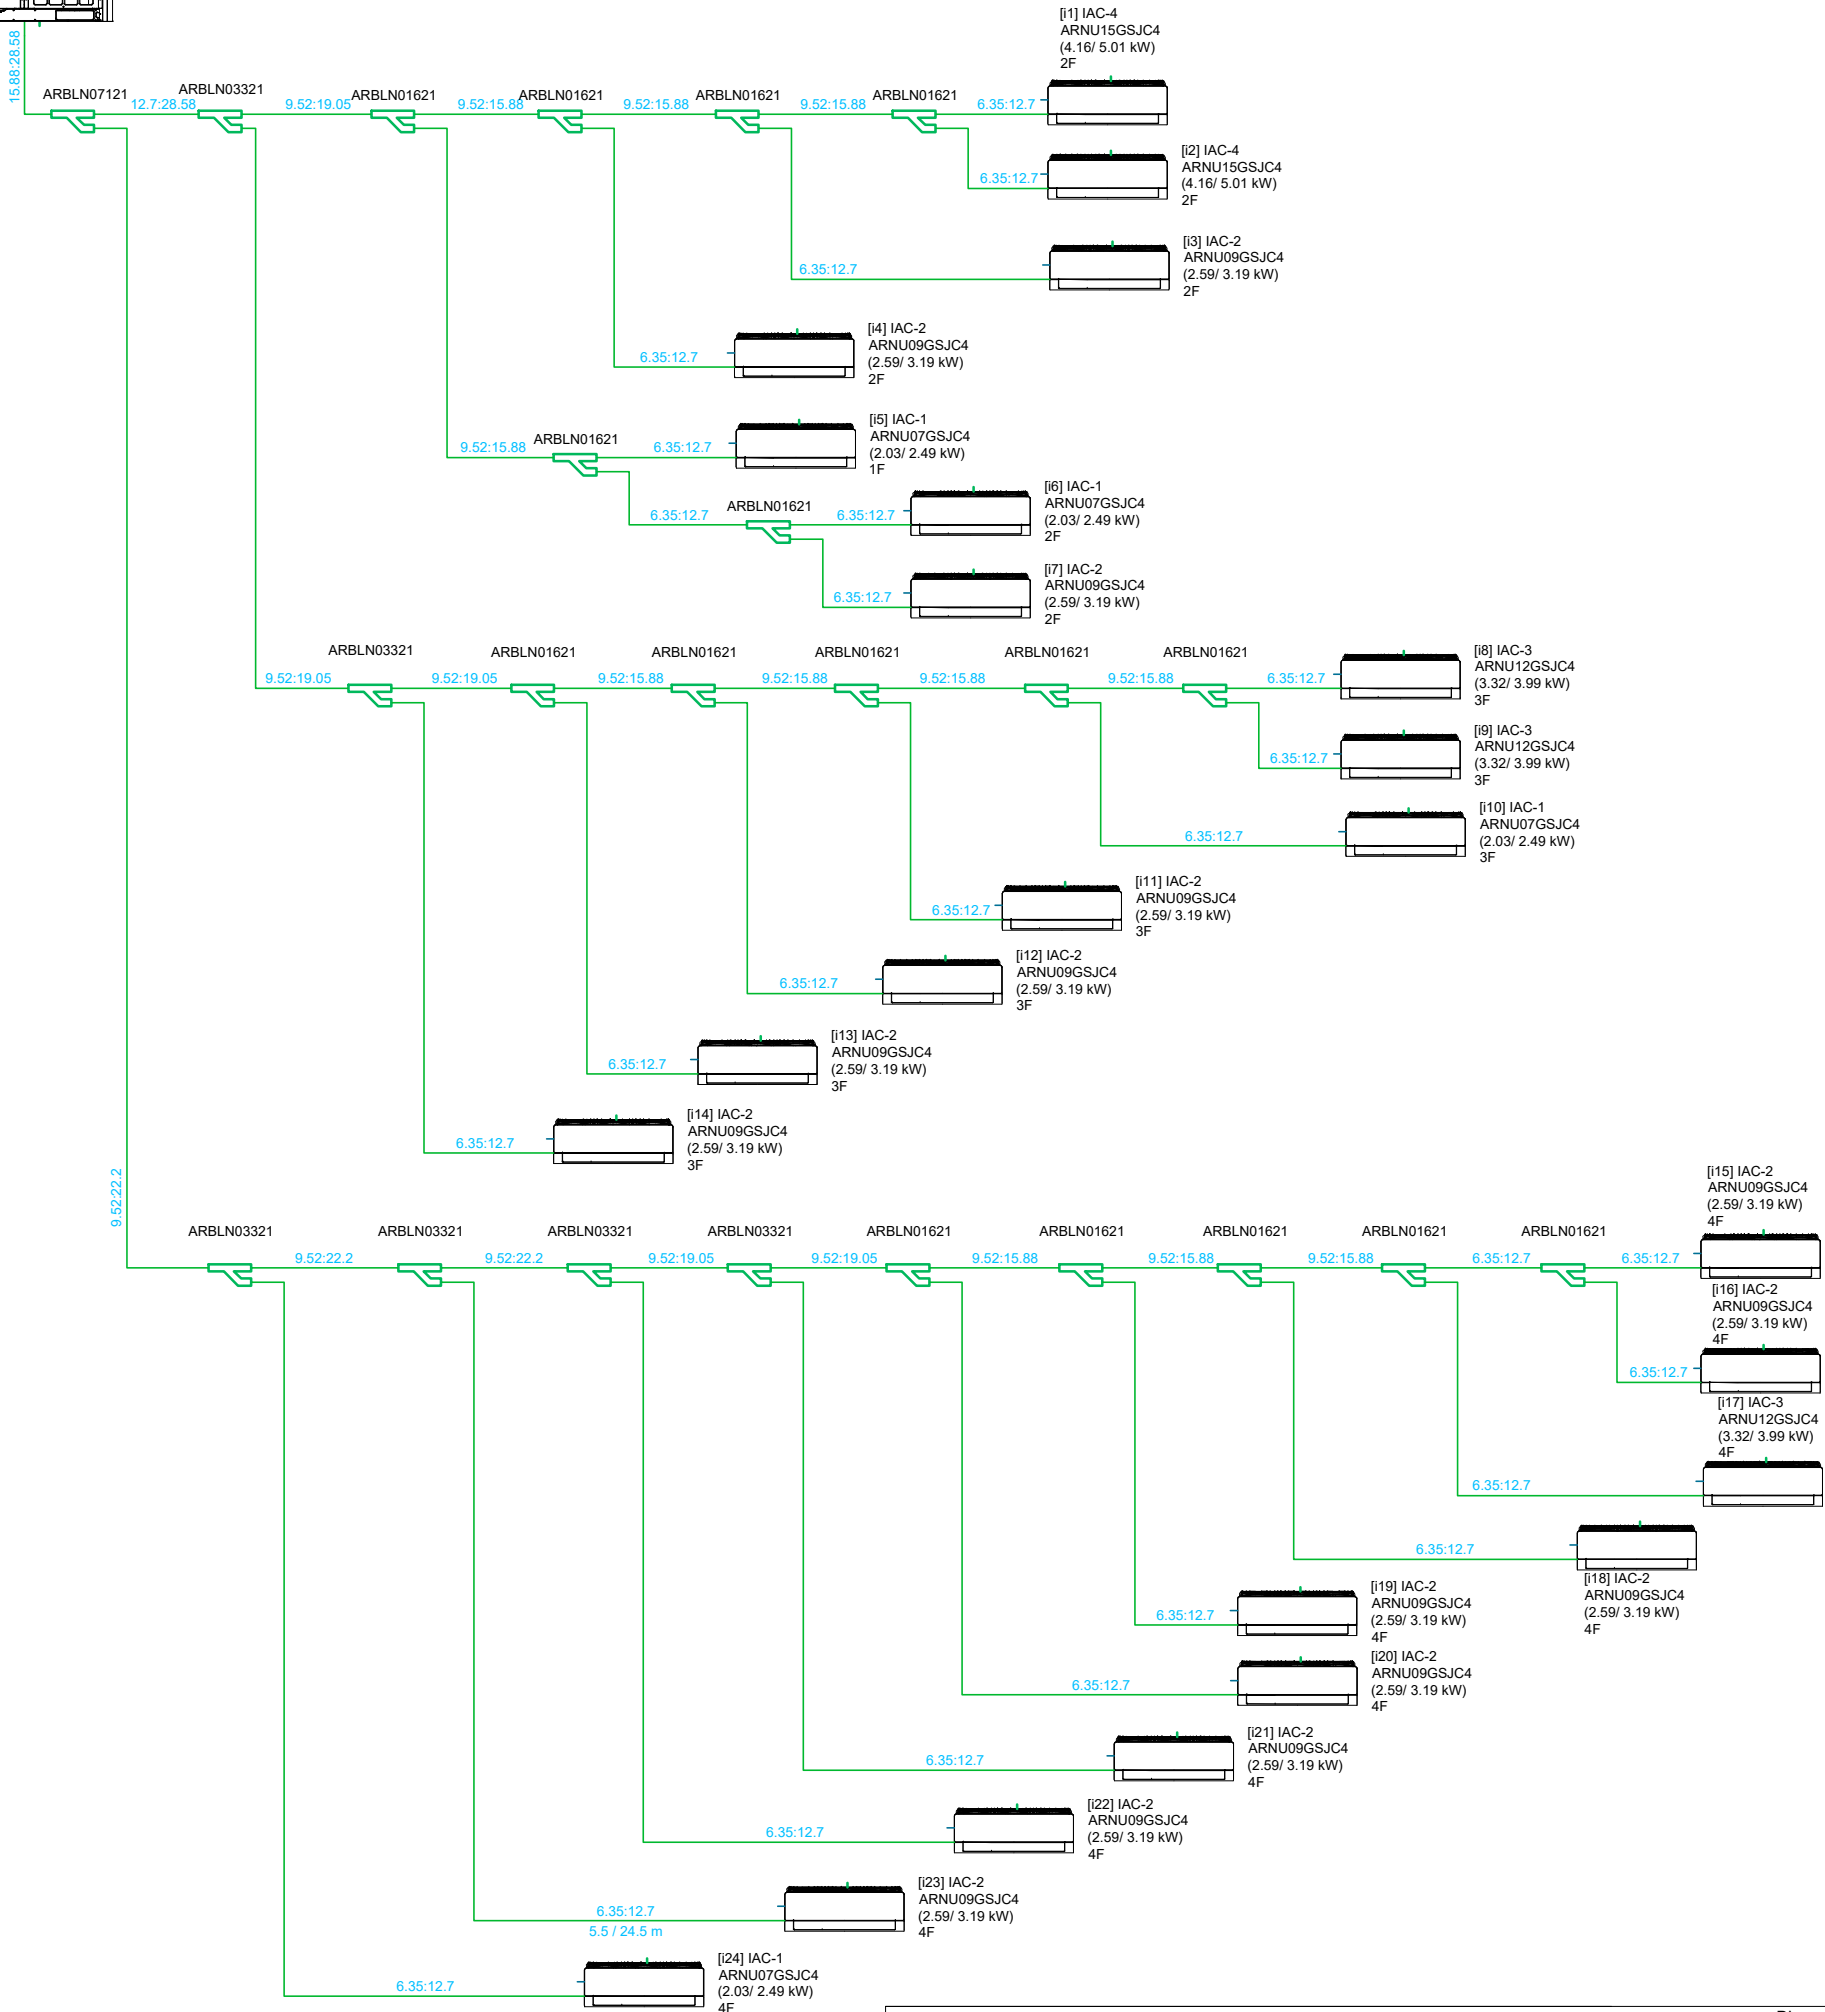 15.88:28.58
[i1] IAC-4
ARNU15GSJC4
(4.16/ 5.01 kW)
2F
ARBLN07121
12.7:28.58
ARBLN03321
9.52:19.05
ARBLN01621
9.52:15.88
ARBLN01621
9.52:15.88
ARBLN01621
9.52:15.88
ARBLN01621
6.35:12.7
[i2] IAC-4
ARNU15GSJC4
(4.16/ 5.01 kW)
2F
6.35:12.7
[i3] IAC-2
ARNU09GSJC4
(2.59/ 3.19 kW)
2F
6.35:12.7
[i4] IAC-2
ARNU09GSJC4
(2.59/ 3.19 kW)
2F
6.35:12.7
[i5] IAC-1
ARNU07GSJC4
(2.03/ 2.49 kW)
1F
9.52:15.88
ARBLN01621
6.35:12.7
[i6] IAC-1
ARNU07GSJC4
(2.03/ 2.49 kW)
2F
6.35:12.7
ARBLN01621
6.35:12.7
[i7] IAC-2
ARNU09GSJC4
(2.59/ 3.19 kW)
2F
6.35:12.7
9.52:19.05
ARBLN03321
9.52:19.05
ARBLN01621
9.52:15.88
ARBLN01621
9.52:15.88
ARBLN01621
9.52:15.88
ARBLN01621
9.52:15.88
ARBLN01621
6.35:12.7
[i8] IAC-3
ARNU12GSJC4
(3.32/ 3.99 kW)
3F
[i9] IAC-3
ARNU12GSJC4
(3.32/ 3.99 kW)
3F
6.35:12.7
[i10] IAC-1
ARNU07GSJC4
(2.03/ 2.49 kW)
3F
6.35:12.7
[i11] IAC-2
ARNU09GSJC4
(2.59/ 3.19 kW)
3F
6.35:12.7
[i12] IAC-2
ARNU09GSJC4
(2.59/ 3.19 kW)
3F
6.35:12.7
[i13] IAC-2
ARNU09GSJC4
(2.59/ 3.19 kW)
3F
6.35:12.7
[i14] IAC-2
ARNU09GSJC4
(2.59/ 3.19 kW)
3F
6.35:12.7
9.52:22.2
ARBLN03321
9.52:22.2
ARBLN03321
9.52:22.2
ARBLN03321
9.52:19.05
ARBLN03321
9.52:19.05
ARBLN01621
9.52:15.88
ARBLN01621
9.52:15.88
ARBLN01621
9.52:15.88
ARBLN01621
6.35:12.7
ARBLN01621
6.35:12.7
[i15] IAC-2
ARNU09GSJC4
(2.59/ 3.19 kW)
4F
[i16] IAC-2
ARNU09GSJC4
(2.59/ 3.19 kW)
4F
6.35:12.7
[i17] IAC-3
ARNU12GSJC4
(3.32/ 3.99 kW)
4F
6.35:12.7
6.35:12.7
[i18] IAC-2
ARNU09GSJC4
(2.59/ 3.19 kW)
4F
[i19] IAC-2
ARNU09GSJC4
(2.59/ 3.19 kW)
4F
6.35:12.7
[i20] IAC-2
ARNU09GSJC4
(2.59/ 3.19 kW)
4F
6.35:12.7
[i21] IAC-2
ARNU09GSJC4
(2.59/ 3.19 kW)
4F
6.35:12.7
[i22] IAC-2
ARNU09GSJC4
(2.59/ 3.19 kW)
4F
6.35:12.7
[i23] IAC-2
ARNU09GSJC4
(2.59/ 3.19 kW)
4F
6.35:12.7
5.5 / 24.5 m
[i24] IAC-1
ARNU07GSJC4
(2.03/ 2.49 kW)
4F
6.35:12.7